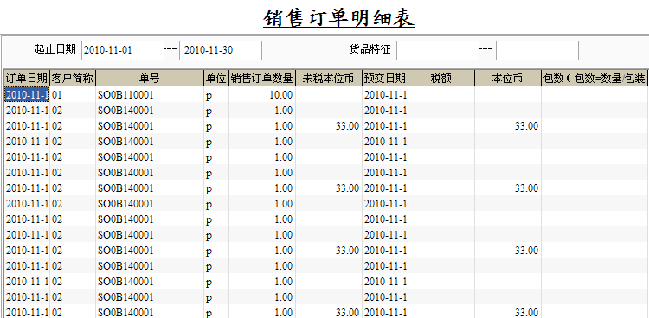 销售订单明细表
起止日期 2010-11-01 --- 2010-11-30 货品特征 ---
订单日期 客户简称 单号 单位 销售订单数量 未税本位币 预交日期 税额 本位币 包数 ( 包数=数量/包装
2010-11-1 01 SO0B110001 p 10.00 2010-11-1
2010-11-1 02 SO0B140001 p 1.00 2010-11-1
2010-11-1 02 SO0B140001 p 1.00 33.00 2010-11-1 33.00
2010-11-1 02 SO0B140001 p 1.00 2010-11-1
2010-11-1 02 SO0B140001 p 1.00 2010-11-1
2010-11-1 02 SO0B140001 p 1.00 2010-11-1
2010-11-1 02 SO0B140001 p 1.00 33.00 2010-11-1 33.00
2010-11-1 02 SO0B140001 p 1.00 2010-11-1
2010-11-1 02 SO0B140001 p 1.00 2010-11-1
2010-11-1 02 SO0B140001 p 1.00 2010-11-1
2010-11-1 02 SO0B140001 p 1.00 33.00 2010-11-1 33.00
2010-11-1 02 SO0B140001 p 1.00 2010-11-1
2010-11-1 02 SO0B140001 p 1.00 2010-11-1
2010-11-1 02 SO0B140001 p 1.00 2010-11-1
2010-11-1 02 SO0B140001 p 1.00 33.00 2010-11-1 33.00